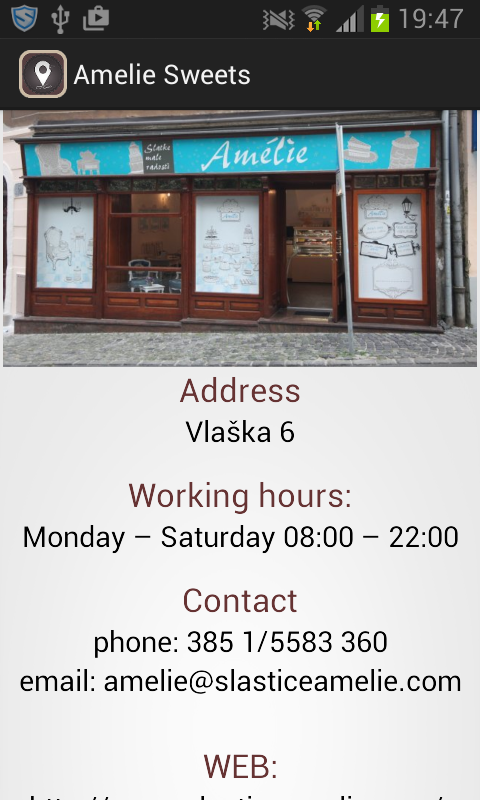 19:47
Amelie Sweets
Slatke
male
radosti
Amélie
Address
Vlaška 6
Working hours:
Monday – Saturday 08:00 – 22:00
Contact
phone: 385 1/5583 360
email: amelie@slasticeamelie.com
WEB: